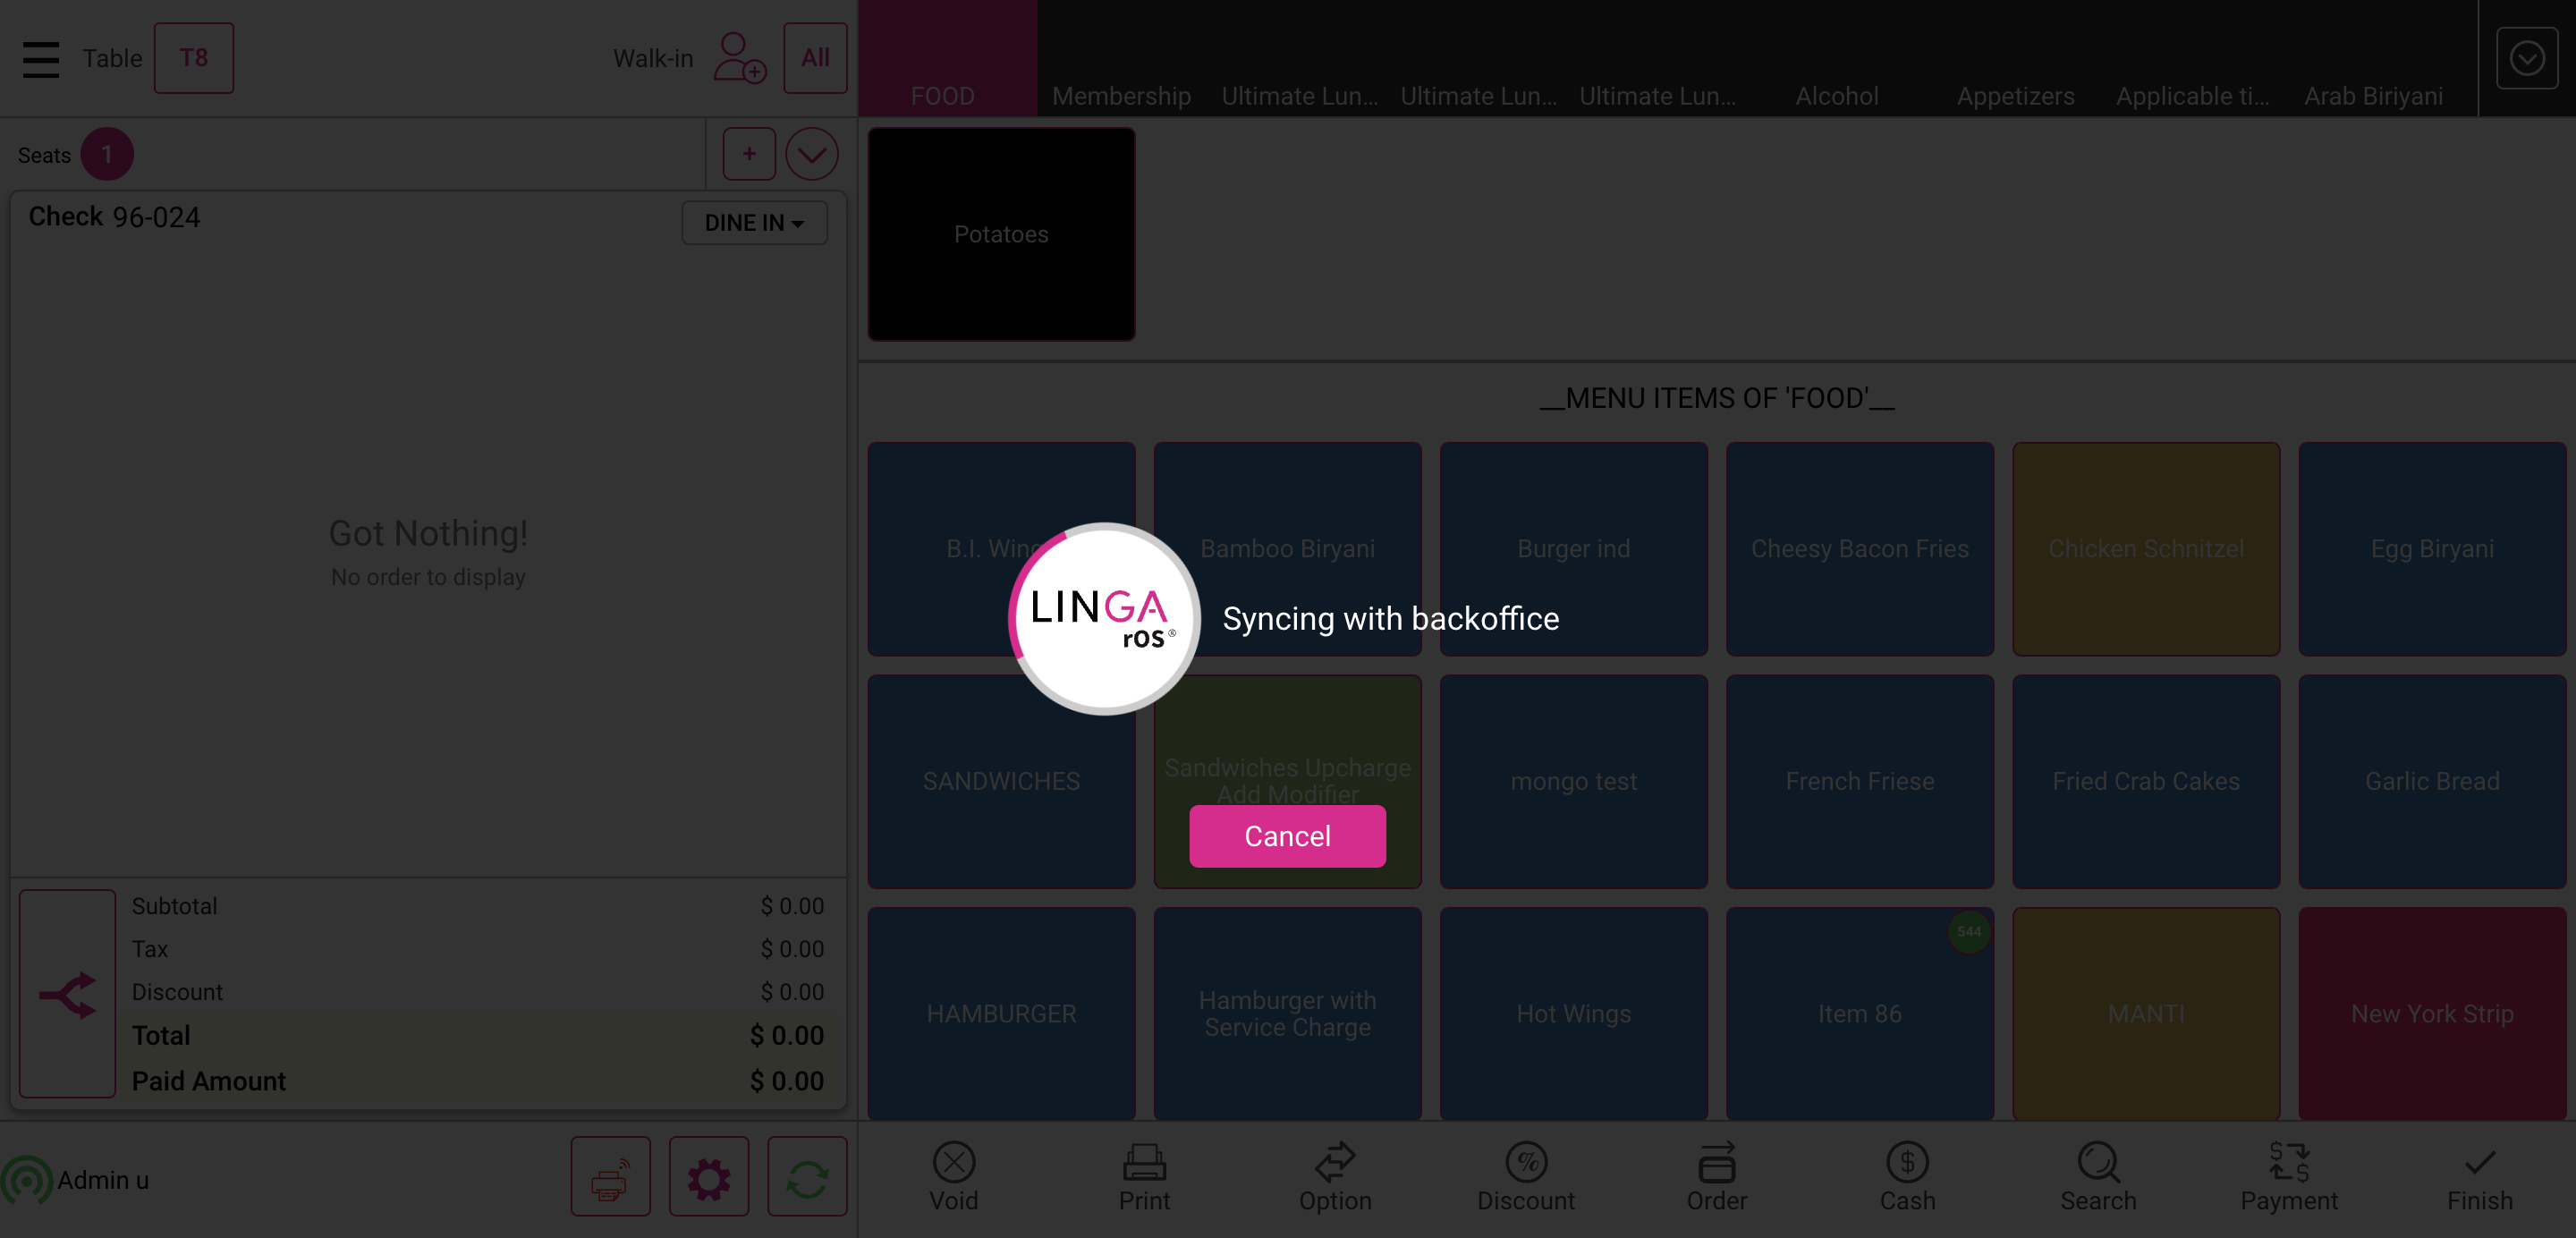 Table T8 Walk-in All
FOOD Membership Ultimate Lun... Ultimate Lun... Ultimate Lun... Alcohol Appetizers Applicable ti... Arab Biriyani
Seats 1 +
Check 96-024 DINE IN
Got Nothing!
No order to display
Subtotal $ 0.00
Tax $ 0.00
Discount $ 0.00
Total $ 0.00
Paid Amount $ 0.00
Admin u
Potatoes
__MENU ITEMS OF 'FOOD'__
B.I. Wing Bamboo Biryani Burger ind Cheesy Bacon Fries Chicken Schnitzel Egg Biryani
LINGA
rOS®
Syncing with backoffice
SANDWICHES Sandwiches Upcharge Add Modifier mongo test French Friese Fried Crab Cakes Garlic Bread
Cancel
544
HAMBURGER Hamburger with Service Charge Hot Wings Item 86 MANTI New York Strip
Void Print Option Discount Order Cash Search Payment Finish